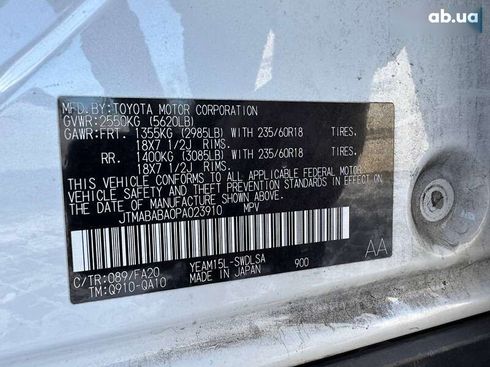 ab.ua
MFD.BY:TOYOTA MOTOR CORPORATION
GVWR:2550KG (5620LB)
GAWR:FRT. 1355KG (2985LB) WITH 235/60R18 TIRES.
18X7 1/2J RIMS.
RR. 1400KG (3085LB) WITH 235/60R18 TIRES.
18X7 1/2J RIMS.
THIS VEHICLE CONFORMS TO ALL APPLICABLE FEDERAL MOTOR
VEHICLE SAFETY AND THEFT PREVENTION STANDARDS IN EFFECT ON
THE DATE OF MANUFACTURE SHOWN ABOVE.
JTMABABA0PA023910 MPV
AA
C/TR:089/FA20 YEAM15L-SWDLSA 900
TM:Q910-QA10 MADE IN JAPAN